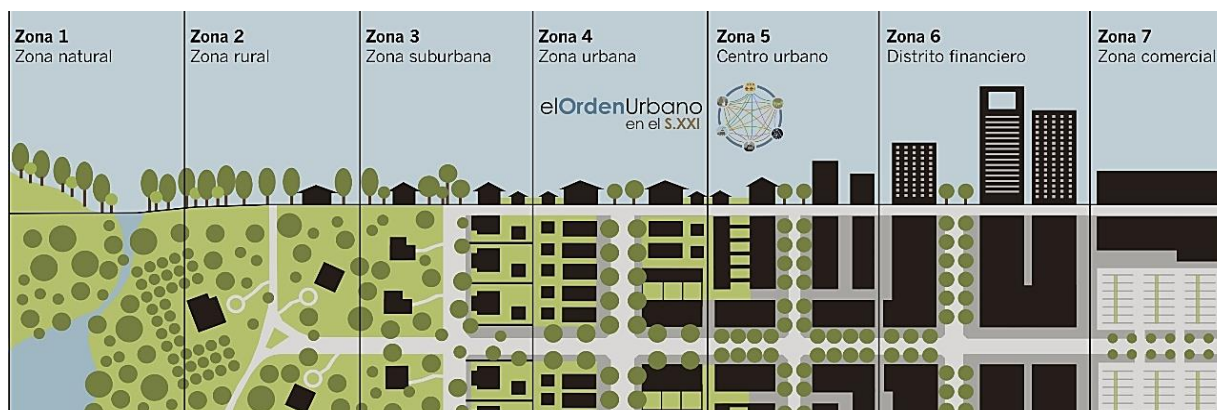 Zona 1
Zona natural
Zona 2
Zona rural
Zona 3
Zona suburbana
Zona 4
Zona urbana
Zona 5
Centro urbano
Zona 6
Distrito financiero
Zona 7
Zona comercial
elOrdenUrbano
en el S.XXI